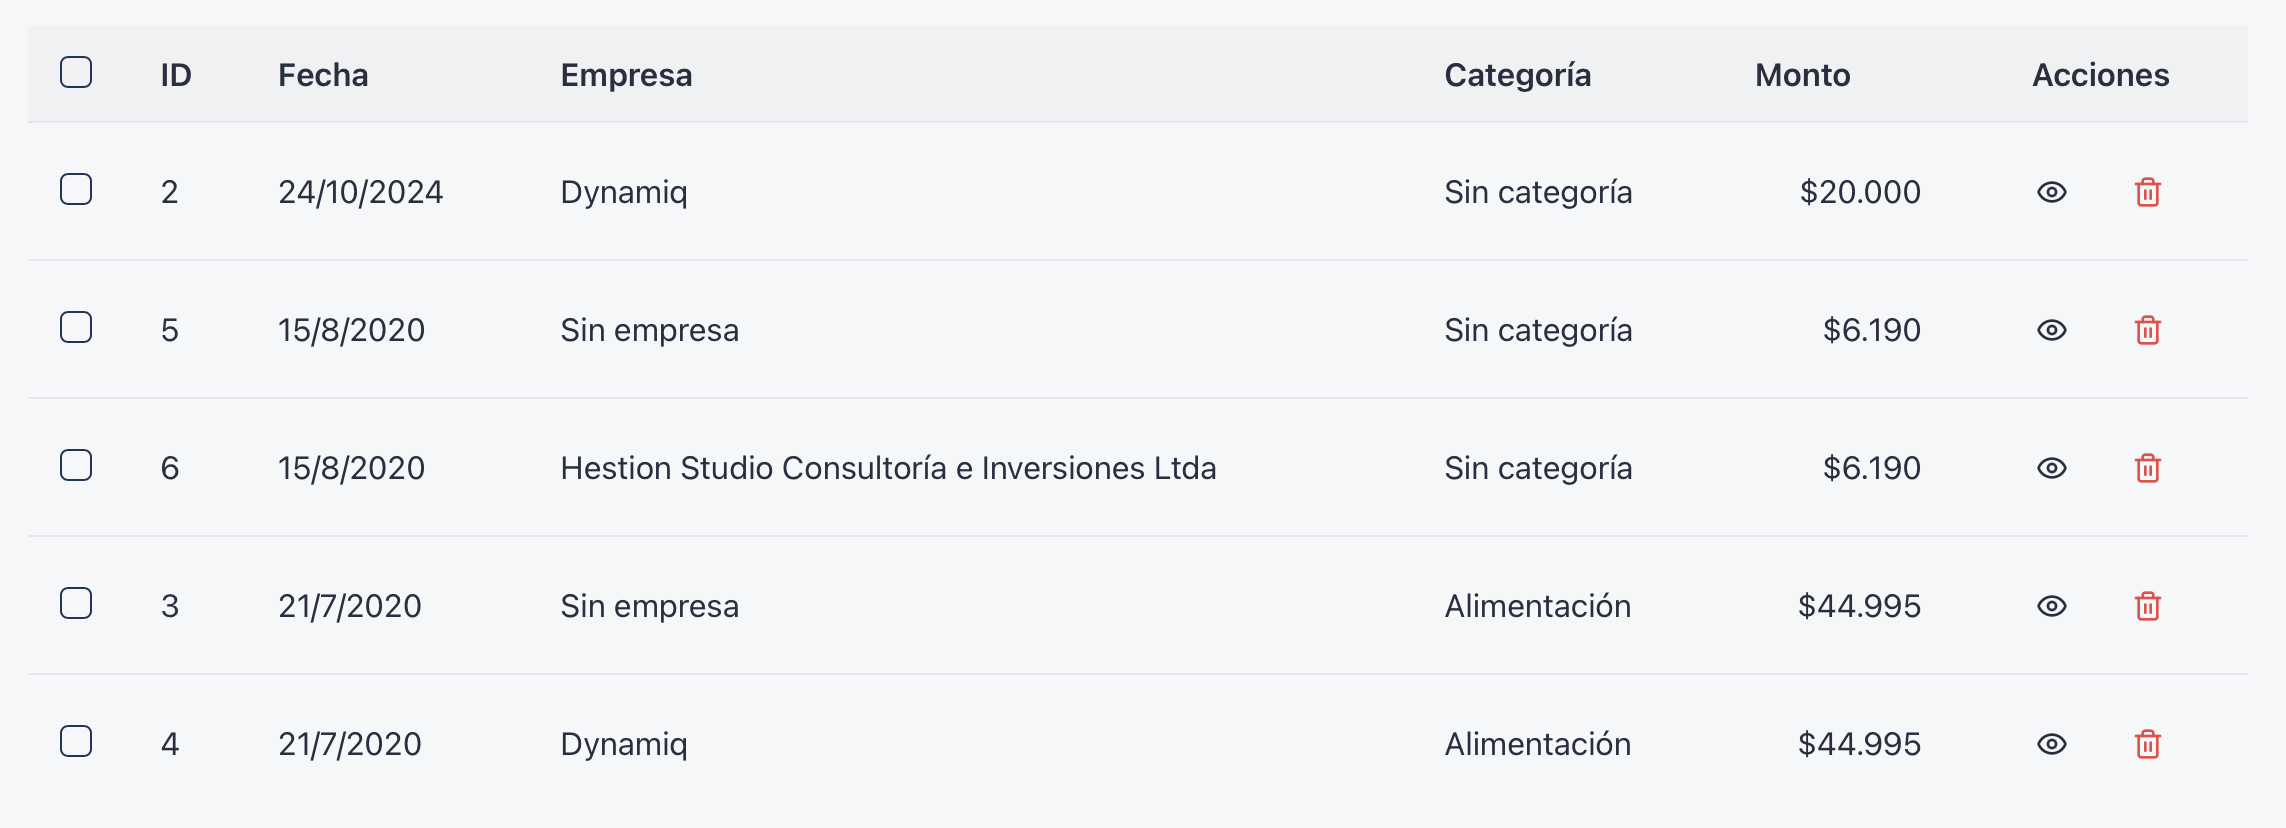 ID Fecha Empresa Categoría Monto Acciones
2 24/10/2024 Dynamiq Sin categoría $20.000
5 15/8/2020 Sin empresa Sin categoría $6.190
6 15/8/2020 Hestion Studio Consultoría e Inversiones Ltda Sin categoría $6.190
3 21/7/2020 Sin empresa Alimentación $44.995
4 21/7/2020 Dynamiq Alimentación $44.995